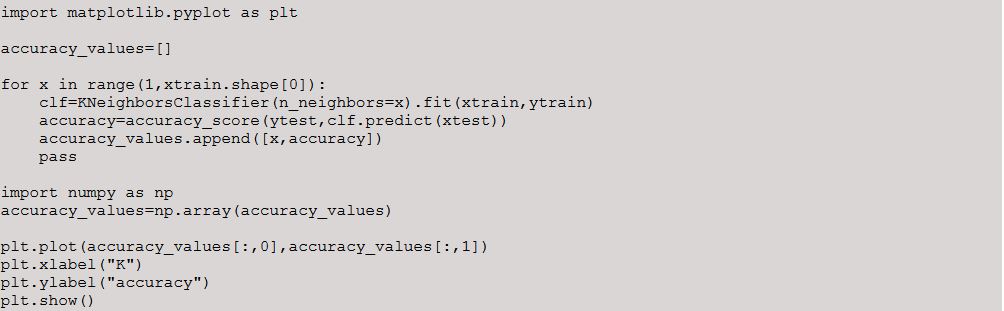 import matplotlib.pyplot as plt
accuracy_values=[]
for x in range(1,xtrain.shape[0]):
    clf=KNeighborsClassifier(n_neighbors=x).fit(xtrain,ytrain)
    accuracy=accuracy_score(ytest,clf.predict(xtest))
    accuracy_values.append([x,accuracy])
    pass
import numpy as np
accuracy_values=np.array(accuracy_values)
plt.plot(accuracy_values[:,0],accuracy_values[:,1])
plt.xlabel("K")
plt.ylabel("accuracy")
plt.show()